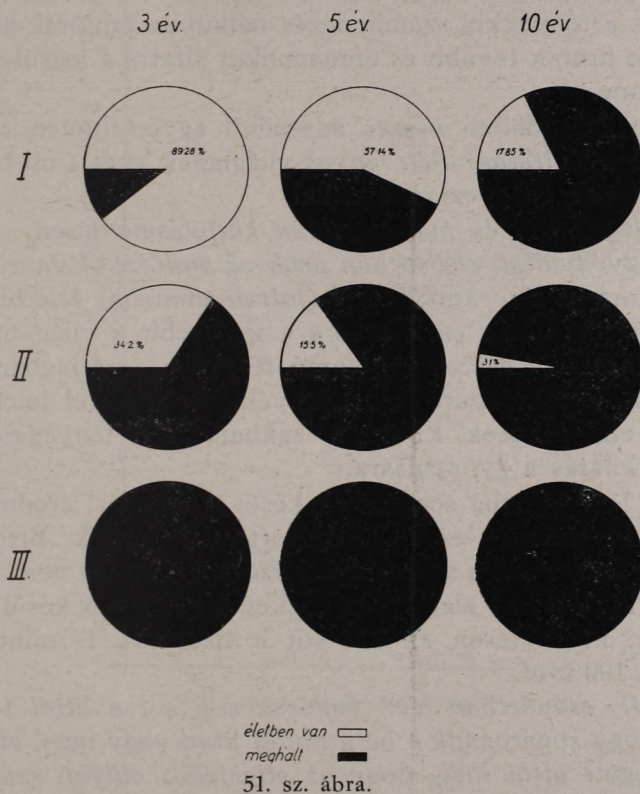 3 év. 5 év. 10 év
I 89·28 % 57·14 % 17·85 %
II 34·2 % 15·5 % 3·1 %
III.
életben van
meghalt
51. sz. ábra.